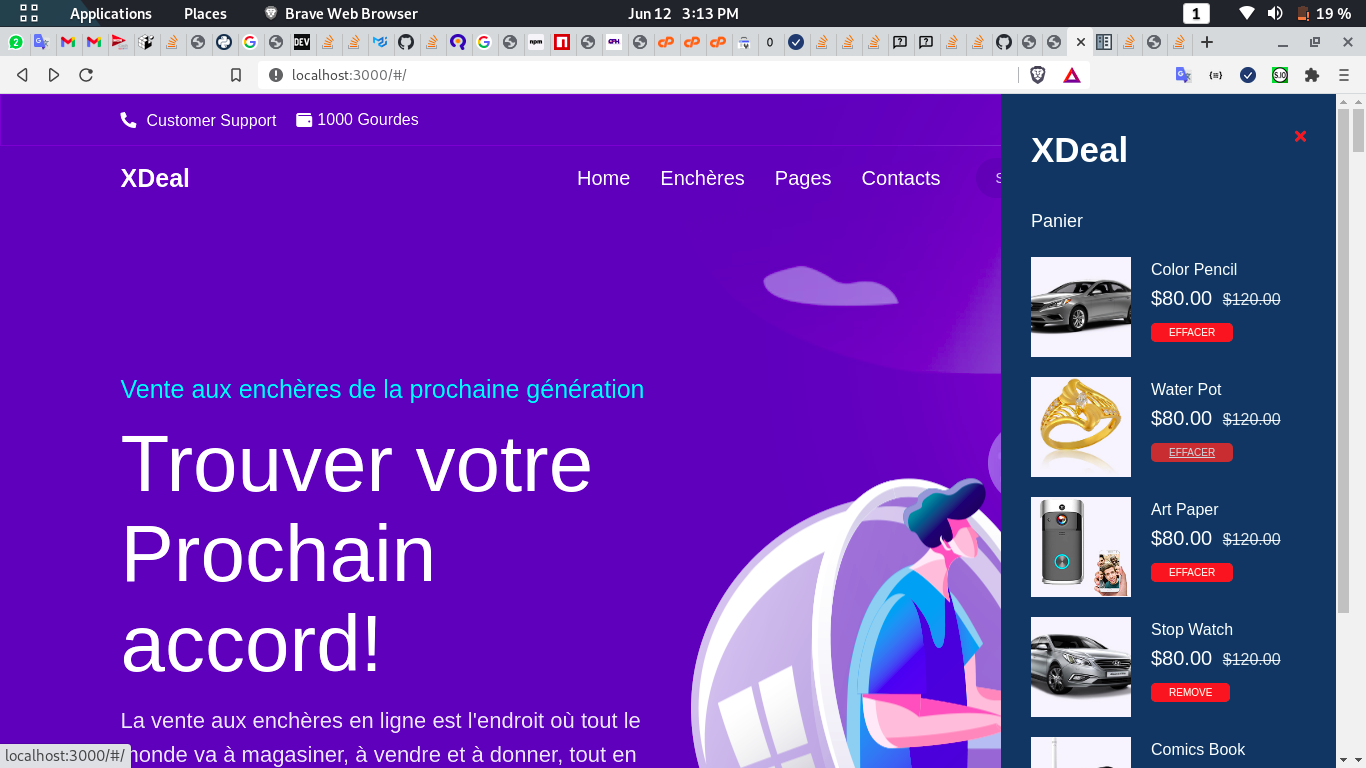 Applications Places Brave Web Browser Jun 12 3:13 PM 1 19 %
localhost:3000/#/
Customer Support 1000 Gourdes
XDeal Home Enchères Pages Contacts S
Vente aux enchères de la prochaine génération
Trouver votre
Prochain
accord!
La vente aux enchères en ligne est l'endroit où tout le
monde va à magasiner, à vendre et à donner, tout en
localhost:3000/#/
XDeal
Panier
Color Pencil
$80.00 $120.00
EFFACER
Water Pot
$80.00 $120.00
EFFACER
Art Paper
$80.00 $120.00
EFFACER
Stop Watch
$80.00 $120.00
REMOVE
Comics Book